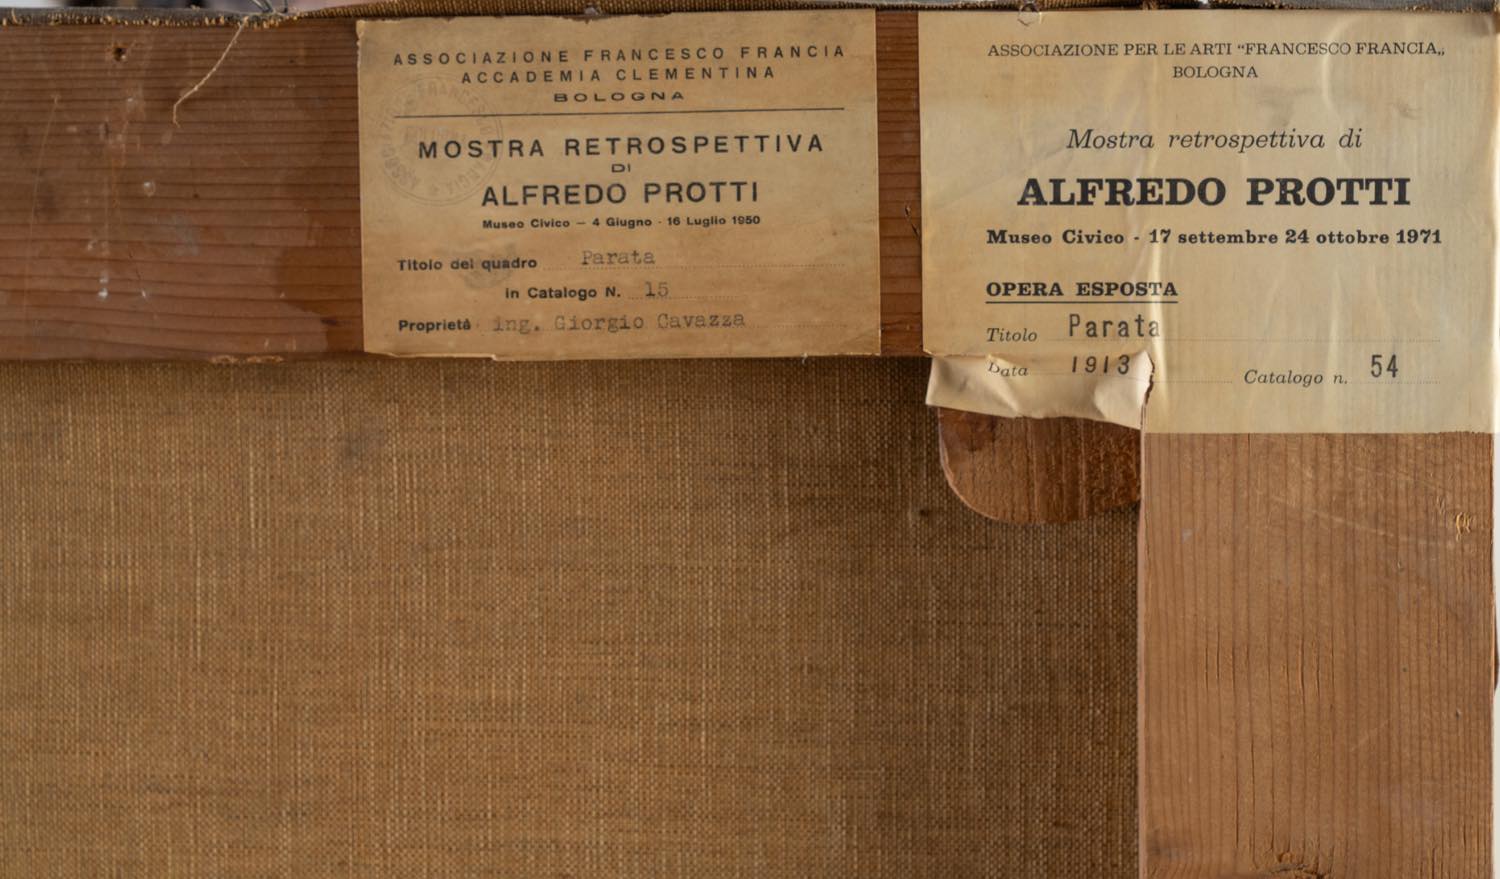 ASSOCIAZIONE FRANCESCO FRANCIA
ACCADEMIA CLEMENTINA
BOLOGNA
MOSTRA RETROSPETTIVA
DI
ALFREDO PROTTI
Museo Civico — 4 Giugno - 16 Luglio 1950
Titolo del quadro Parata
in Catalogo N. 15
Proprietà ing. Giorgio Cavazza
ASSOCIAZIONE PER LE ARTI “FRANCESCO FRANCIA„
BOLOGNA
Mostra retrospettiva di
ALFREDO PROTTI
Museo Civico - 17 settembre 24 ottobre 1971
OPERA ESPOSTA
Titolo Parata
Data 1913 Catalogo n. 54